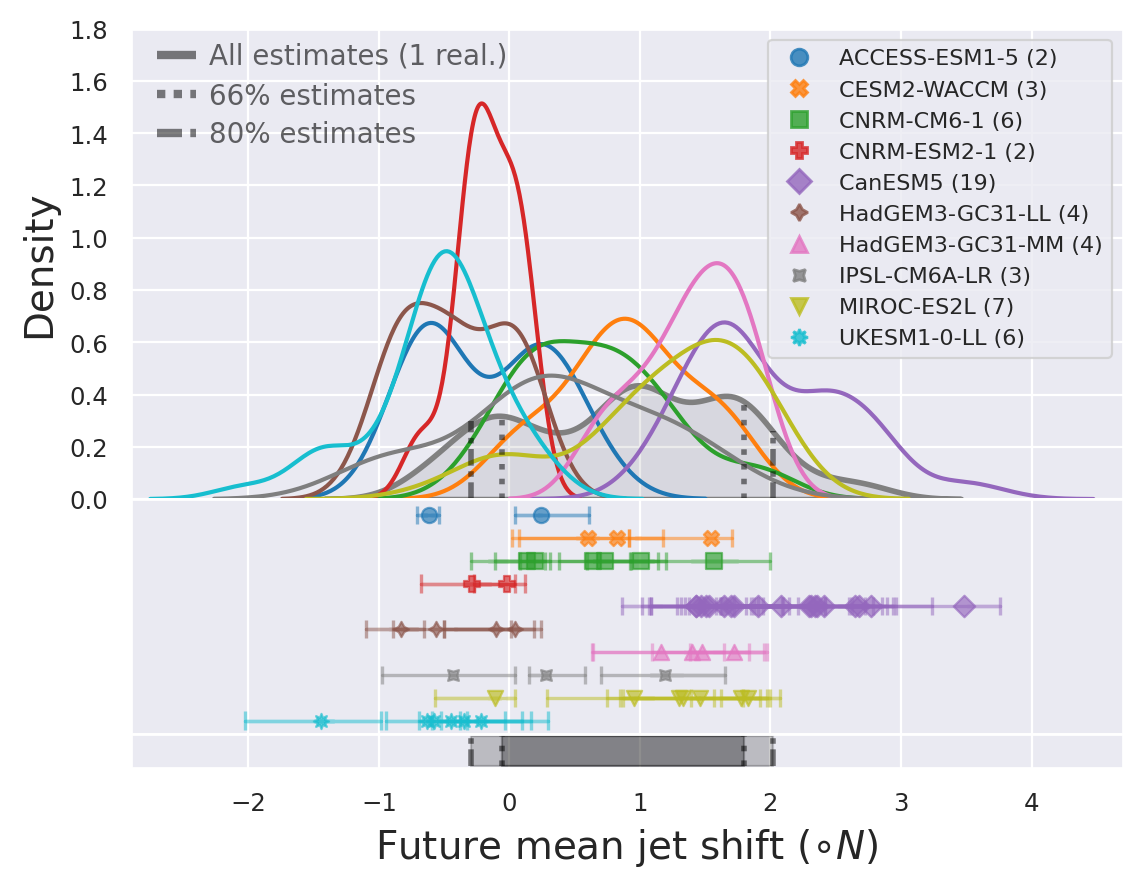 1.8
1.6
1.4
1.2
1.0
0.8
0.6
0.4
0.2
0.0
Density
All estimates (1 real.)
66% estimates
80% estimates
ACCESS-ESM1-5 (2)
CESM2-WACCM (3)
CNRM-CM6-1 (6)
CNRM-ESM2-1 (2)
CanESM5 (19)
HadGEM3-GC31-LL (4)
HadGEM3-GC31-MM (4)
IPSL-CM6A-LR (3)
MIROC-ES2L (7)
UKESM1-0-LL (6)
−2 −1 0 1 2 3 4
Future mean jet shift (∘N)